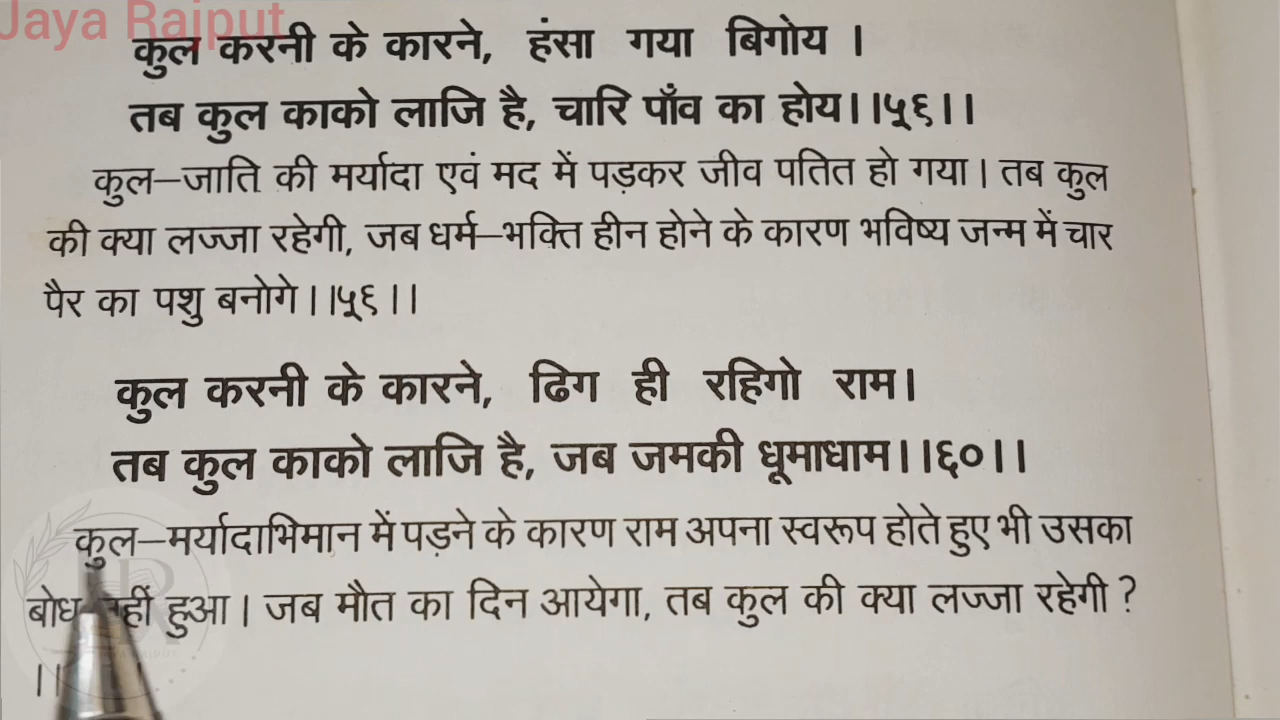 Jaya Rajput
कुल करनी के कारने, हंसा गया बिगोय ।
तब कुल काको लाजि है, चारि पाँव का होय।।५६।।
कुल–जाति की मर्यादा एवं मद में पड़कर जीव पतित हो गया। तब कुल
की क्या लज्जा रहेगी, जब धर्म–भक्ति हीन होने के कारण भविष्य जन्म में चार
पैर का पशु बनोगे।।५६।।
कुल करनी के कारने, ढिग ही रहिगो राम।
तब कुल काको लाजि है, जब जमकी धूमाधाम।।६०।।
कुल–मर्यादाभिमान में पड़ने के कारण राम अपना स्वरूप होते हुए भी उसका
बोध नहीं हुआ। जब मौत का दिन आयेगा, तब कुल की क्या लज्जा रहेगी ?